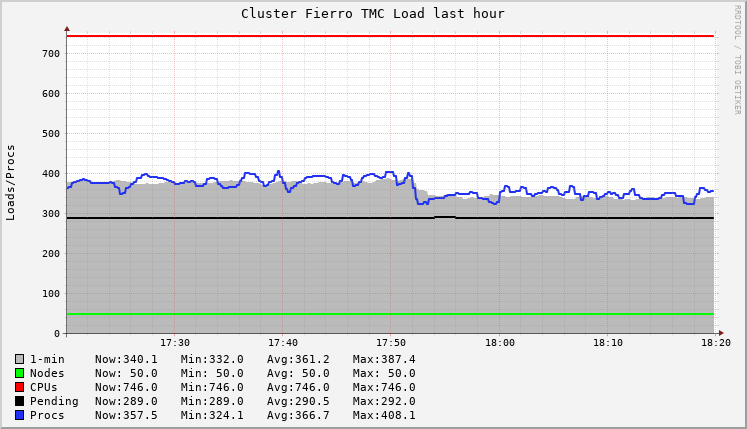 Cluster Fierro TMC Load last hour
RRDTOOL / TOBI OETIKER
Loads/Procs
700
600
500
400
300
200
100
0
17:30 17:40 17:50 18:00 18:10 18:20
1-min Now:340.1 Min:332.0 Avg:361.2 Max:387.4
Nodes Now: 50.0 Min: 50.0 Avg: 50.0 Max: 50.0
CPUs Now:746.0 Min:746.0 Avg:746.0 Max:746.0
Pending Now:289.0 Min:289.0 Avg:290.5 Max:292.0
Procs Now:357.5 Min:324.1 Avg:366.7 Max:408.1